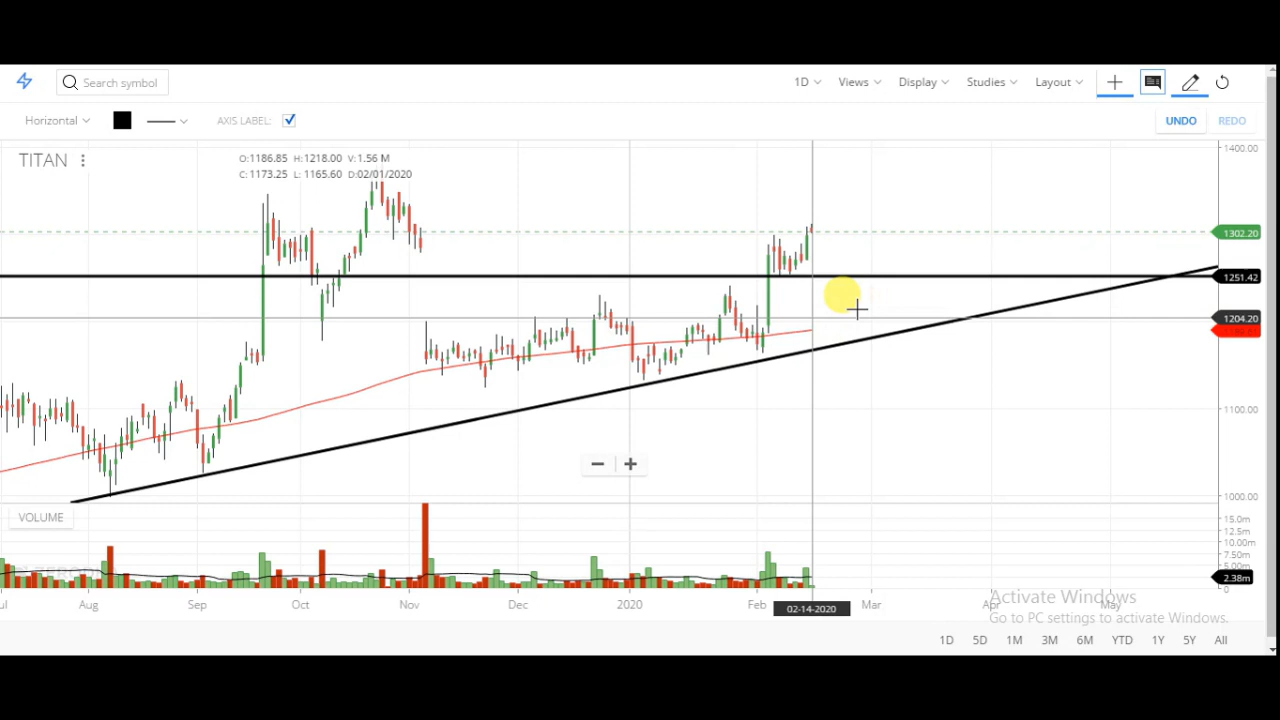 Search symbol 1D Views Display Studies Layout
Horizontal AXIS LABEL: UNDO REDO
TITAN
O:1186.85 H:1218.00 V:1.56 M
C:1173.25 L:1165.60 D:02/01/2020
1400.00
1302.20
1251.42
1204.20
1100.00
1000.00
VOLUME
15.0m
12.5m
10.00m
7.50m
5.00m
2.38m
0
Aug Sep Oct Nov Dec 2020 Feb 02-14-2020 Mar Apr May
Activate Windows
Go to PC settings to activate Windows.
1D 5D 1M 3M 6M YTD 1Y 5Y All